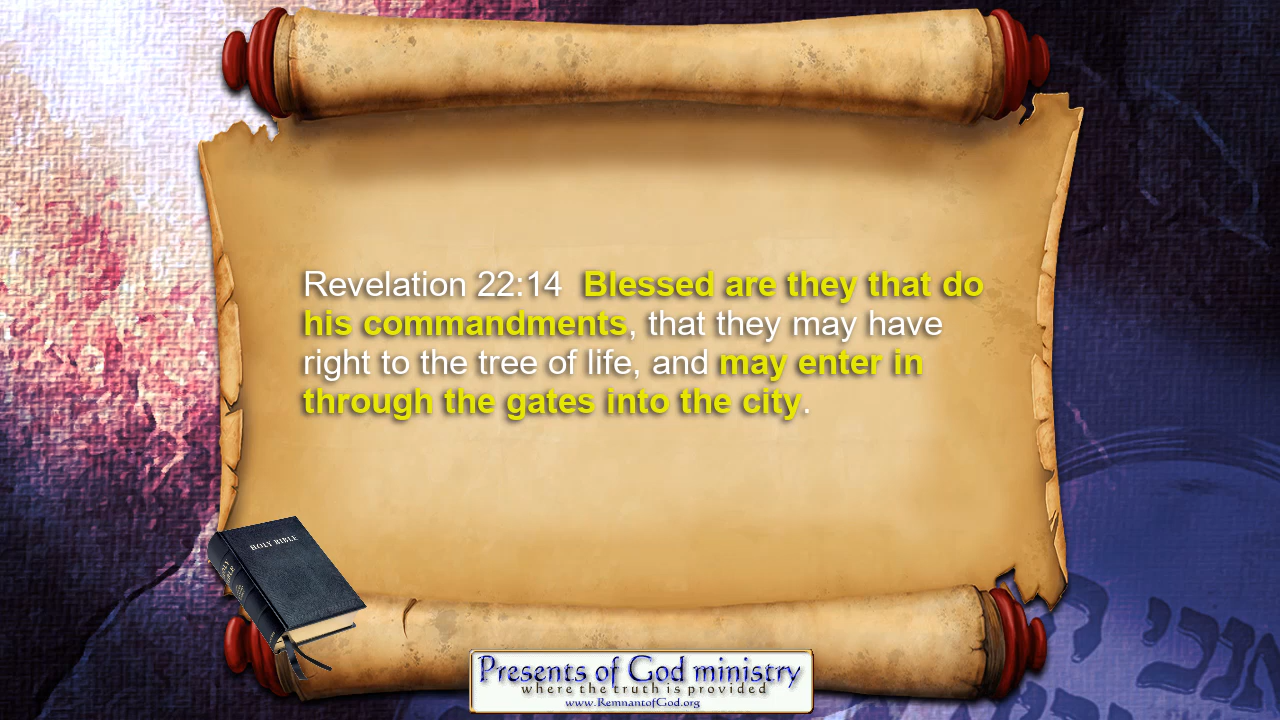 Revelation 22:14 Blessed are they that do
his commandments, that they may have
right to the tree of life, and may enter in
through the gates into the city.
HOLY BIBLE
Presents of God ministry
where the truth is provided
www.RemnantofGod.org